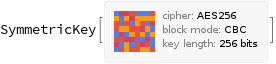 SymmetricKey[
cipher: AES256
block mode: CBC
key length: 256 bits
]